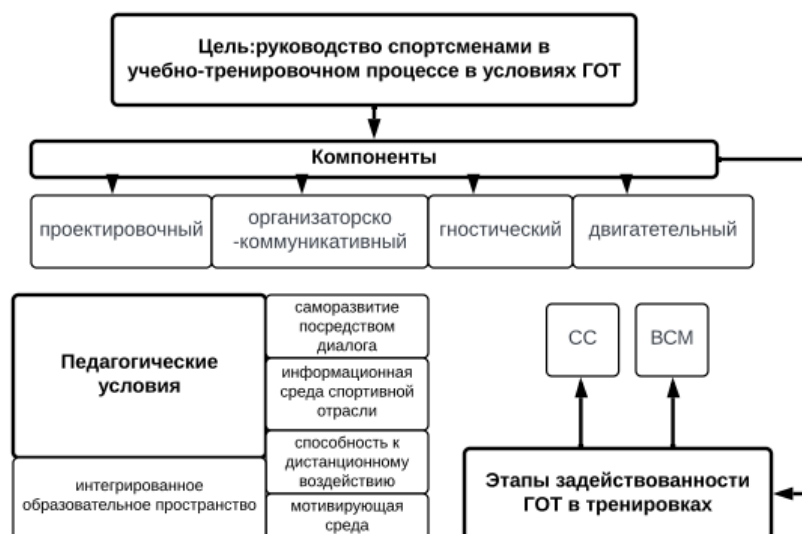 Цель:руководство спортсменами в
учебно-тренировочном процессе в условиях ГОТ
Компоненты
проектировочный
организаторско
-коммуникативный
гностический
двигатетельный
Педагогические
условия
саморазвитие
посредством
диалога
информационная
среда спортивной
отрасли
способность к
дистанционному
воздействию
мотивирующая
среда
интегрированное
образовательное пространство
СС
ВСМ
Этапы задействованности
ГОТ в тренировках